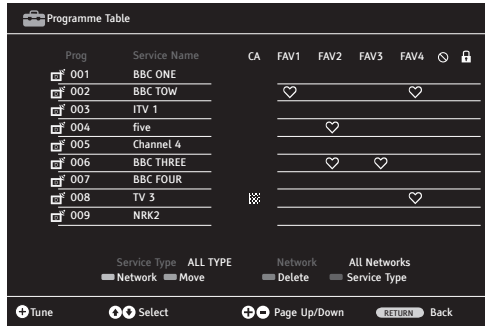 Programme Table
Prog Service Name CA FAV1 FAV2 FAV3 FAV4
001 BBC ONE
002 BBC TOW
003 ITV 1
004 five
005 Channel 4
006 BBC THREE
007 BBC FOUR
008 TV 3
009 NRK2
Service Type ALL TYPE Network All Networks
Network Move Delete Service Type
Tune Select Page Up/Down RETURN Back